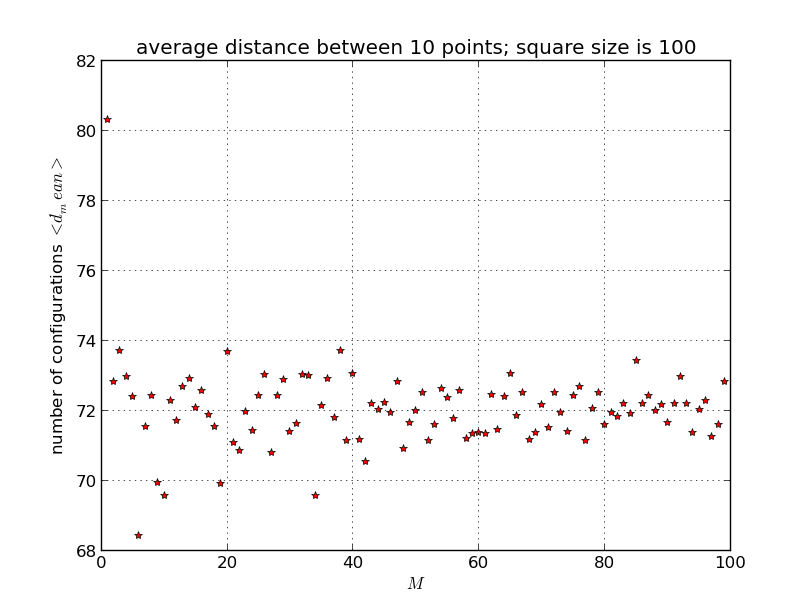 average distance between 10 points; square size is 100
82
80
78
76
74
72
70
68
number of configurations <d_m ean>
0 20 40 60 80 100
M